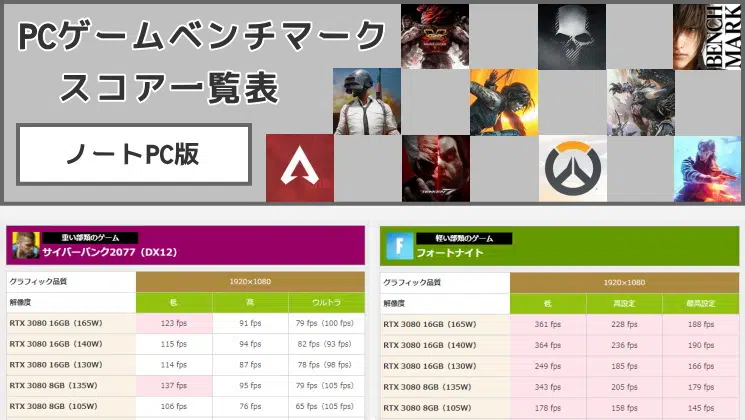 PCゲームベンチマーク
スコア一覧表
ノートPC版
BENCH
MARK
TEKKEN 7
重い部類のゲーム
サイバーパンク2077（DX12）
グラフィック品質 1920×1080
解像度 低 高 ウルトラ
RTX 3080 16GB（165W） 123 fps 91 fps 79 fps（100 fps）
RTX 3080 16GB（140W） 115 fps 94 fps 82 fps（93 fps）
RTX 3080 16GB（130W） 114 fps 87 fps 78 fps（98 fps）
RTX 3080 8GB（135W） 137 fps 95 fps 79 fps（105 fps）
RTX 3080 8GB（105W） 106 fps 76 fps 65 fps（105 fps）
軽い部類のゲーム
フォートナイト
グラフィック品質 1920×1080
解像度 低 高設定 最高設定
RTX 3080 16GB（165W） 361 fps 228 fps 188 fps
RTX 3080 16GB（140W） 364 fps 236 fps 190 fps
RTX 3080 16GB（130W） 249 fps 185 fps 166 fps
RTX 3080 8GB（135W） 343 fps 205 fps 179 fps
RTX 3080 8GB（105W） 178 fps 158 fps 145 fps